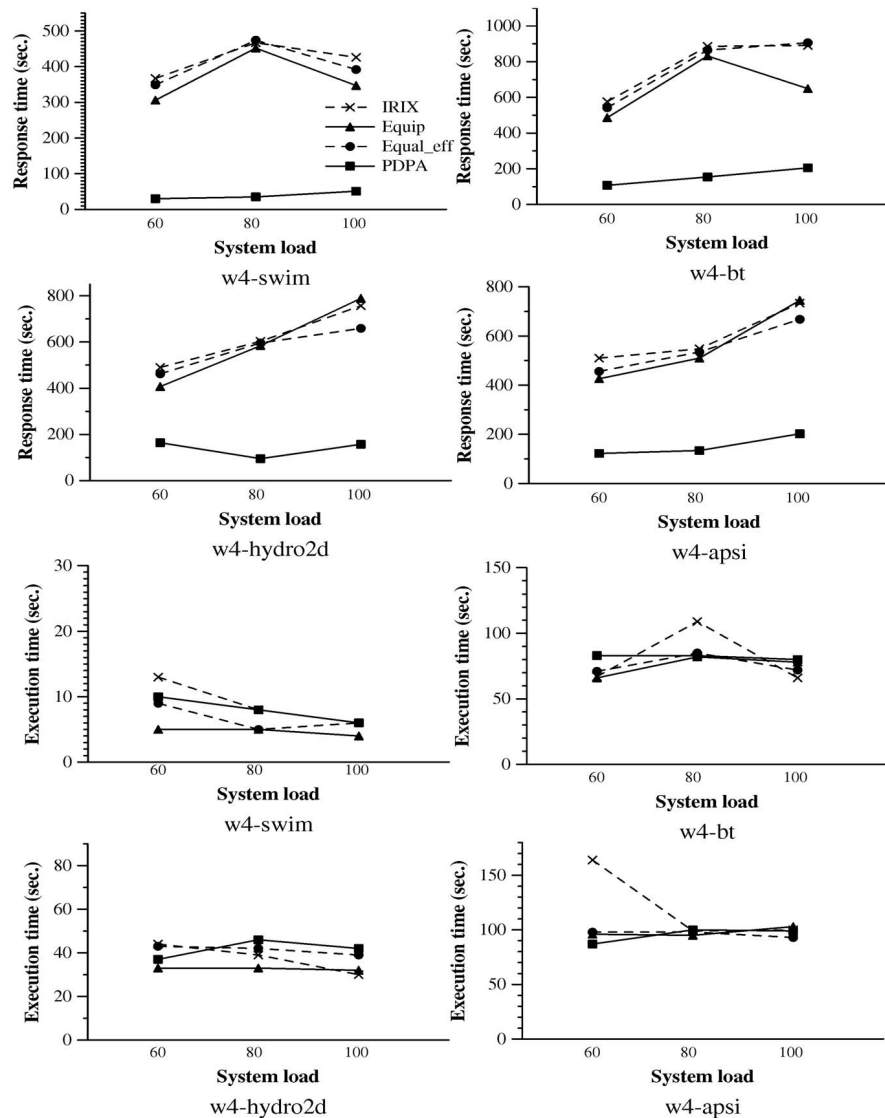 Response time (sec.)
500
400
300
200
100
0
60
80
100
System load
w4-swim
IRIX
Equip
Equal_eff
PDPA
Response time (sec.)
1000
800
600
400
200
0
60
80
100
System load
w4-bt
Response time (sec.)
800
600
400
200
0
60
80
100
System load
w4-hydro2d
Response time (sec.)
800
600
400
200
0
60
80
100
System load
w4-apsi
Execution time (sec.)
30
20
10
0
60
80
100
System load
w4-swim
Execution time (sec.)
150
100
50
0
60
80
100
System load
w4-bt
Execution time (sec.)
80
60
40
20
0
60
80
100
System load
w4-hydro2d
Execution time (sec.)
150
100
50
0
60
80
100
System load
w4-apsi